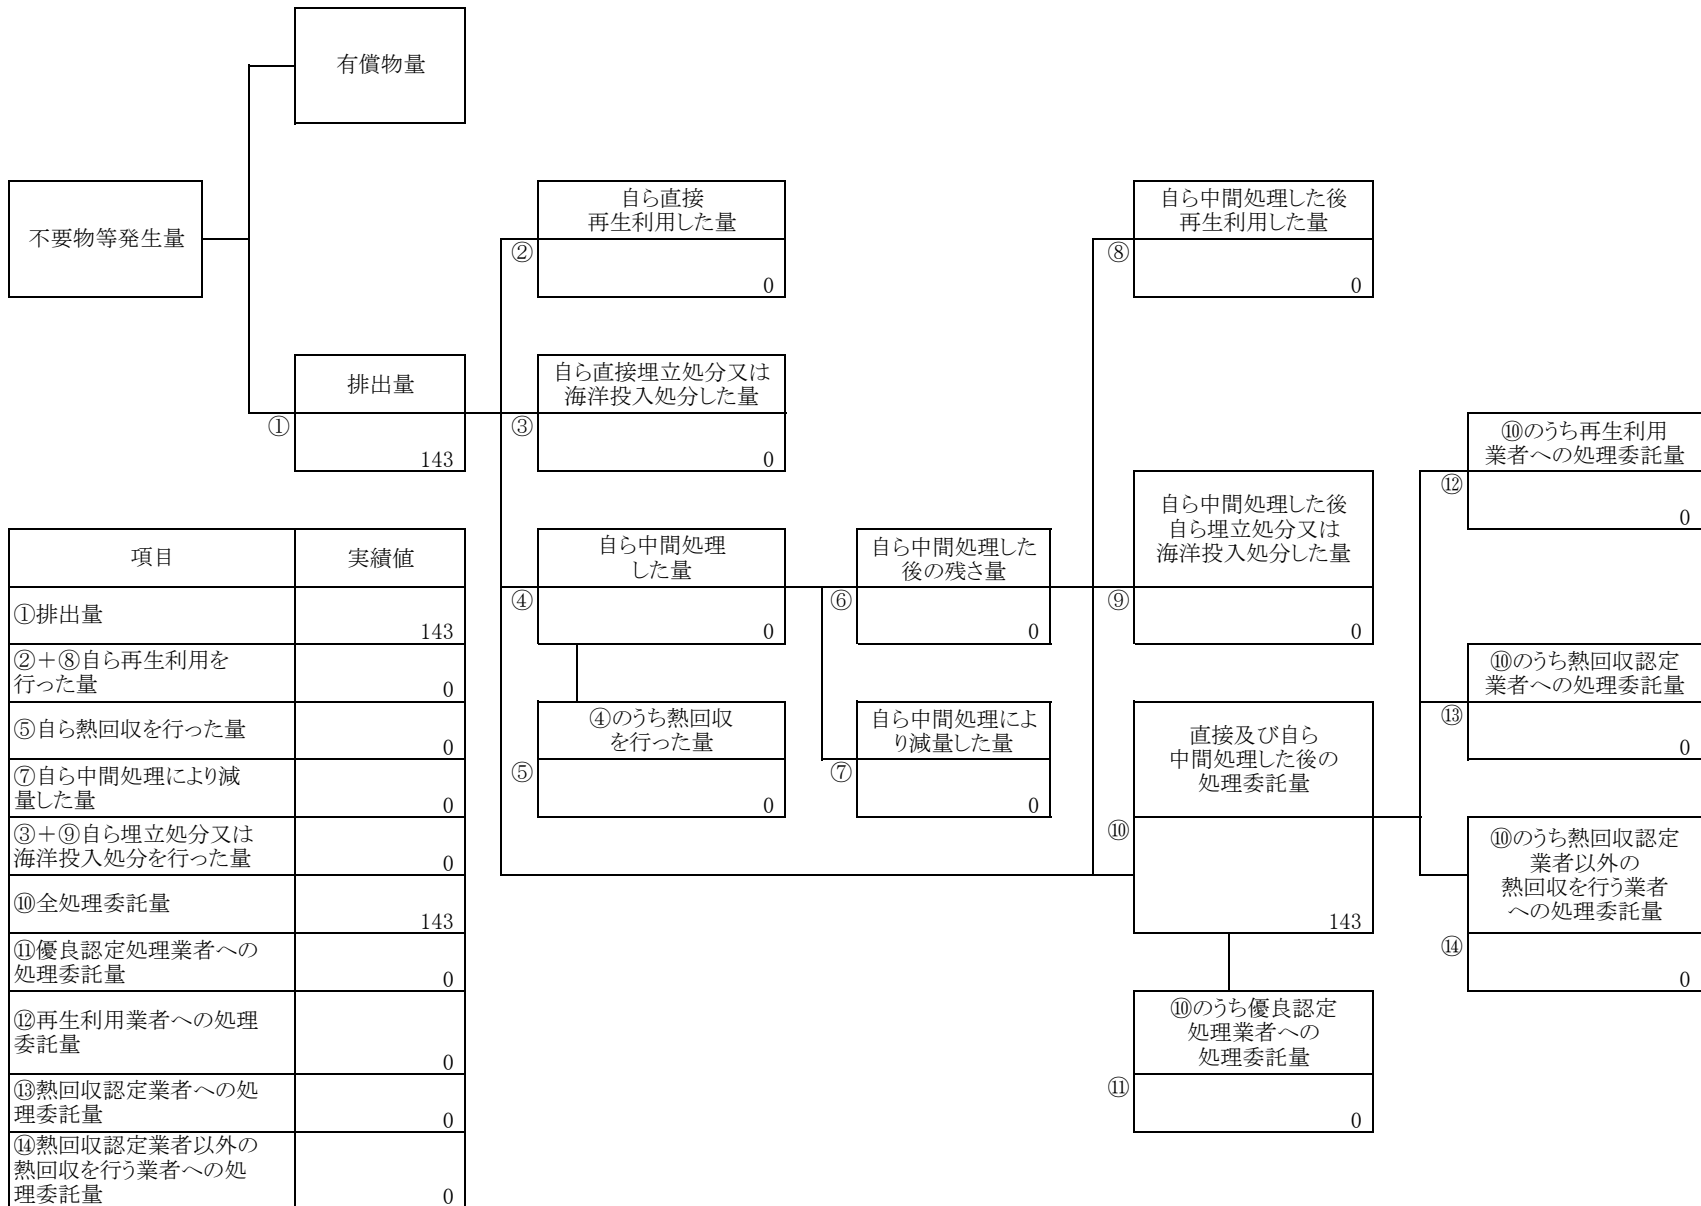 有償物量
不要物等発生量
自ら直接
再生利用した量
②
0
自ら中間処理した後
再生利用した量
⑧
0
排出量
①
143
自ら直接埋立処分又は
海洋投入処分した量
③
0
⑩のうち再生利用
業者への処理委託量
⑫
0
自ら中間処理
した量
④
0
自ら中間処理した
後の残さ量
⑥
0
自ら中間処理した後
自ら埋立処分又は
海洋投入処分した量
⑨
0
⑩のうち熱回収認定
業者への処理委託量
⑬
0
④のうち熱回収
を行った量
⑤
0
自ら中間処理によ
り減量した量
⑦
0
直接及び自ら
中間処理した後の
処理委託量
⑩
143
⑩のうち熱回収認定
業者以外の
熱回収を行う業者
への処理委託量
⑭
0
⑩のうち優良認定
処理業者への
処理委託量
⑪
0
項目 実績値
①排出量
143
②＋⑧自ら再生利用を
行った量 0
⑤自ら熱回収を行った量
0
⑦自ら中間処理により減
量した量 0
③＋⑨自ら埋立処分又は
海洋投入処分を行った量 0
⑩全処理委託量
143
⑪優良認定処理業者への
処理委託量 0
⑫再生利用業者への処理
委託量
0
⑬熱回収認定業者への処
理委託量 0
⑭熱回収認定業者以外の
熱回収を行う業者への処
理委託量 0